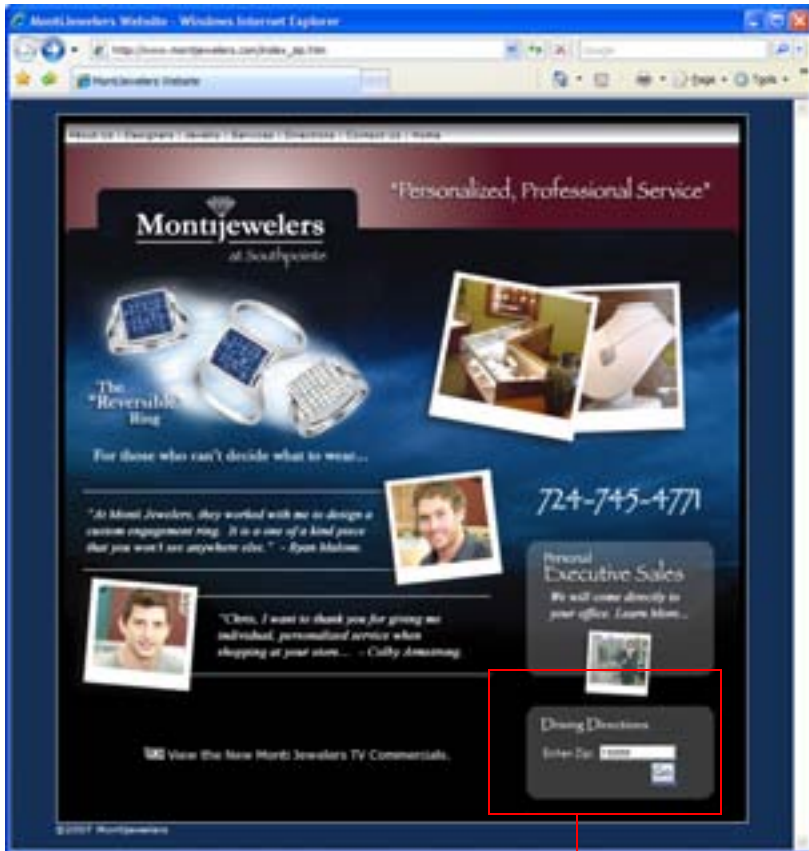 MontiJewelers Website - Windows Internet Explorer
http://www.montijewelers.com/index_
MontiJewelers Website
Page
Tools
About Us | Designers | Jewelry | Services | Directions | Contact Us | Home
"Personalized, Professional Service"
Montijewelers
at Southpointe
The
"Reversible"
Ring
For those who can't decide what to wear...
724-745-4771
"At Monti Jewelers, they worked with me to design a
custom engagement ring. It is a one of a kind piece
that you won't see anywhere else." - Ryan Malone.
Personal
Executive Sales
We will come directly to
your office. Learn More...
"Chris, I want to thank you for giving me
individual, personalized service when
shopping at your store... - Colby Armstrong.
Driving Directions
Enter Zip:
Go
View the New Monti Jewelers TV Commercials.
©2007 Montijewelers